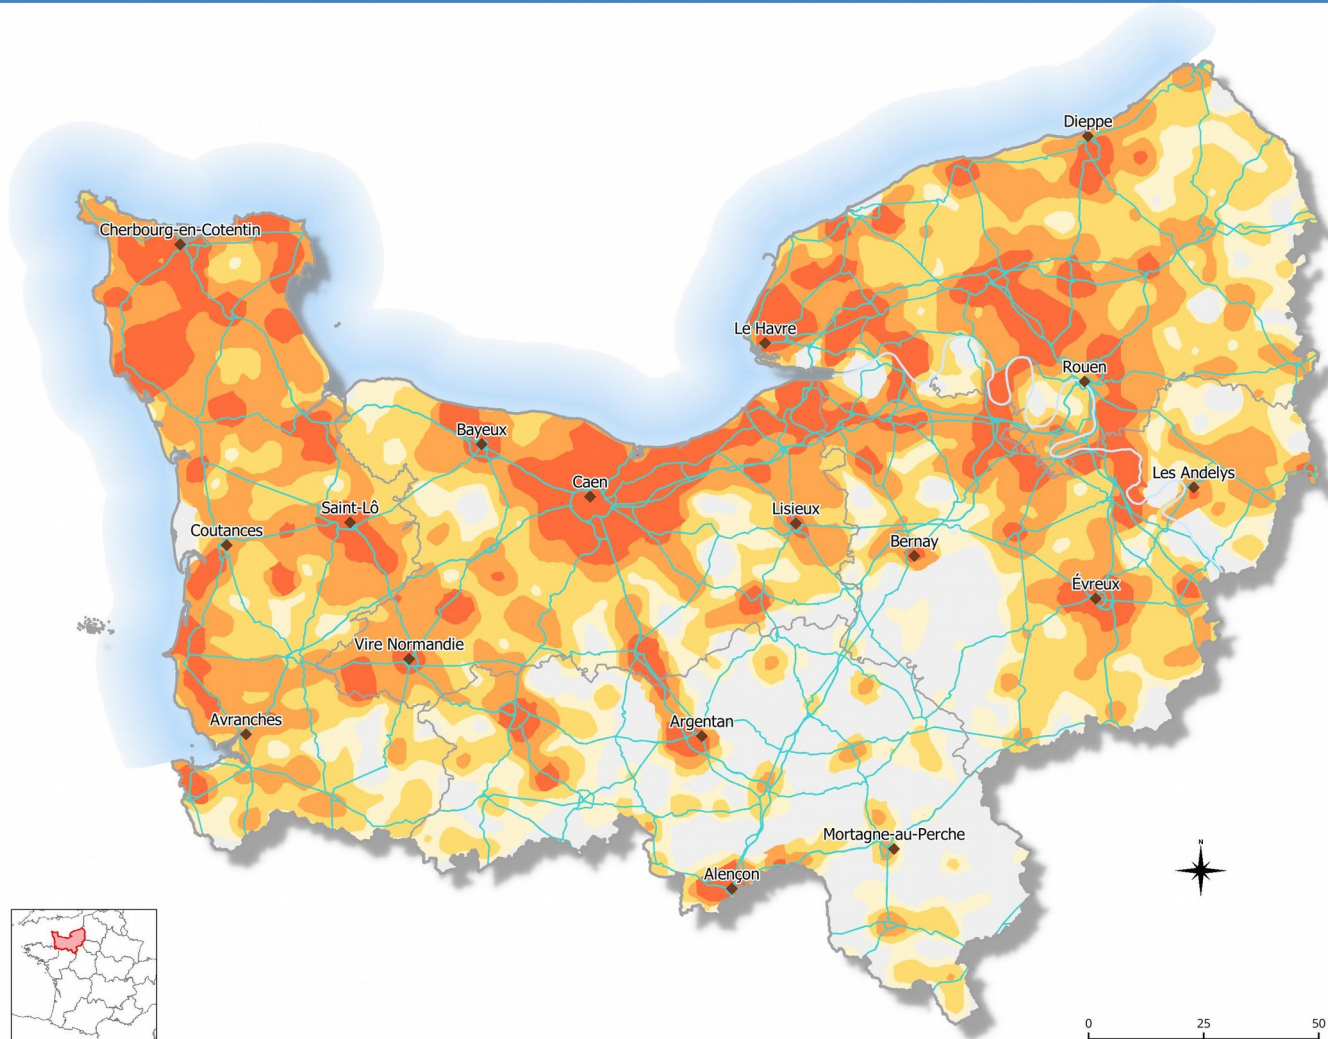 Dieppe
Cherbourg-en-Cotentin
Le Havre
Rouen
Bayeux
Caen
Les Andelys
Saint-Lô
Lisieux
Coutances
Bernay
Évreux
Vire Normandie
Avranches
Argentan
Mortagne-au-Perche
N
Alençon
0 25 50